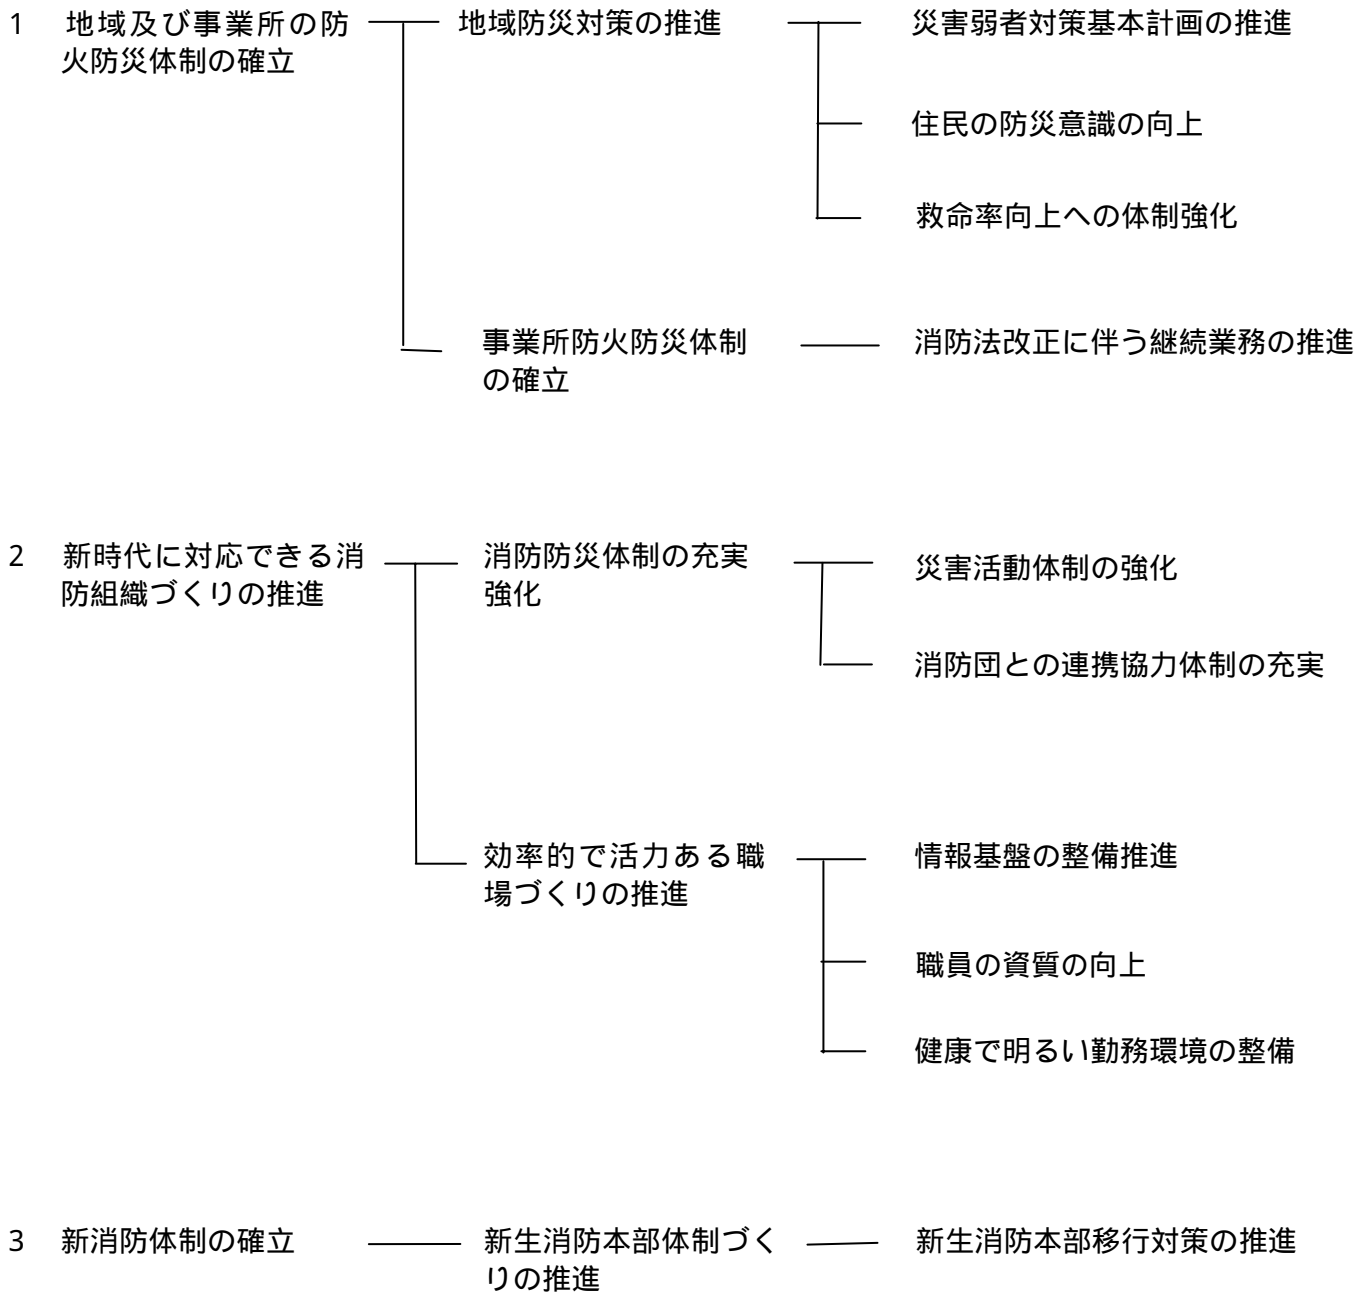 1 地域及び事業所の防
火防災体制の確立
地域防災対策の推進
災害弱者対策基本計画の推進
住民の防災意識の向上
救命率向上への体制強化
事業所防火防災体制
の確立
消防法改正に伴う継続業務の推進
2 新時代に対応できる消
防組織づくりの推進
消防防災体制の充実
強化
災害活動体制の強化
消防団との連携協力体制の充実
効率的で活力ある職
場づくりの推進
情報基盤の整備推進
職員の資質の向上
健康で明るい勤務環境の整備
3 新消防体制の確立
新生消防本部体制づく
りの推進
新生消防本部移行対策の推進